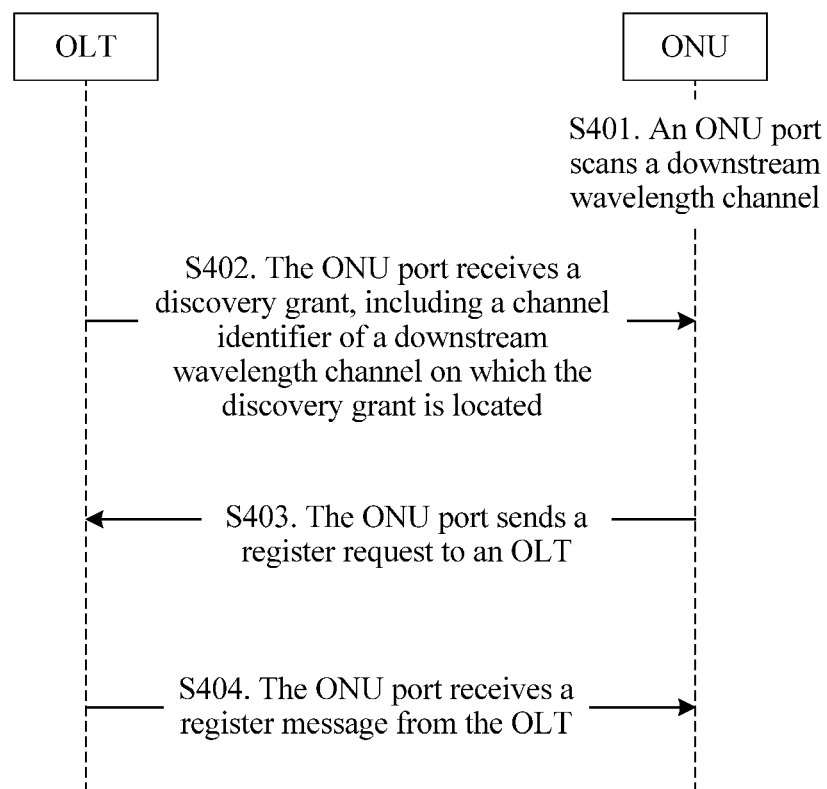 OLT
ONU
S401. An ONU port
scans a downstream
wavelength channel
S402. The ONU port receives a
discovery grant, including a channel
identifier of a downstream
wavelength channel on which the
discovery grant is located
S403. The ONU port sends a
register request to an OLT
S404. The ONU port receives a
register message from the OLT